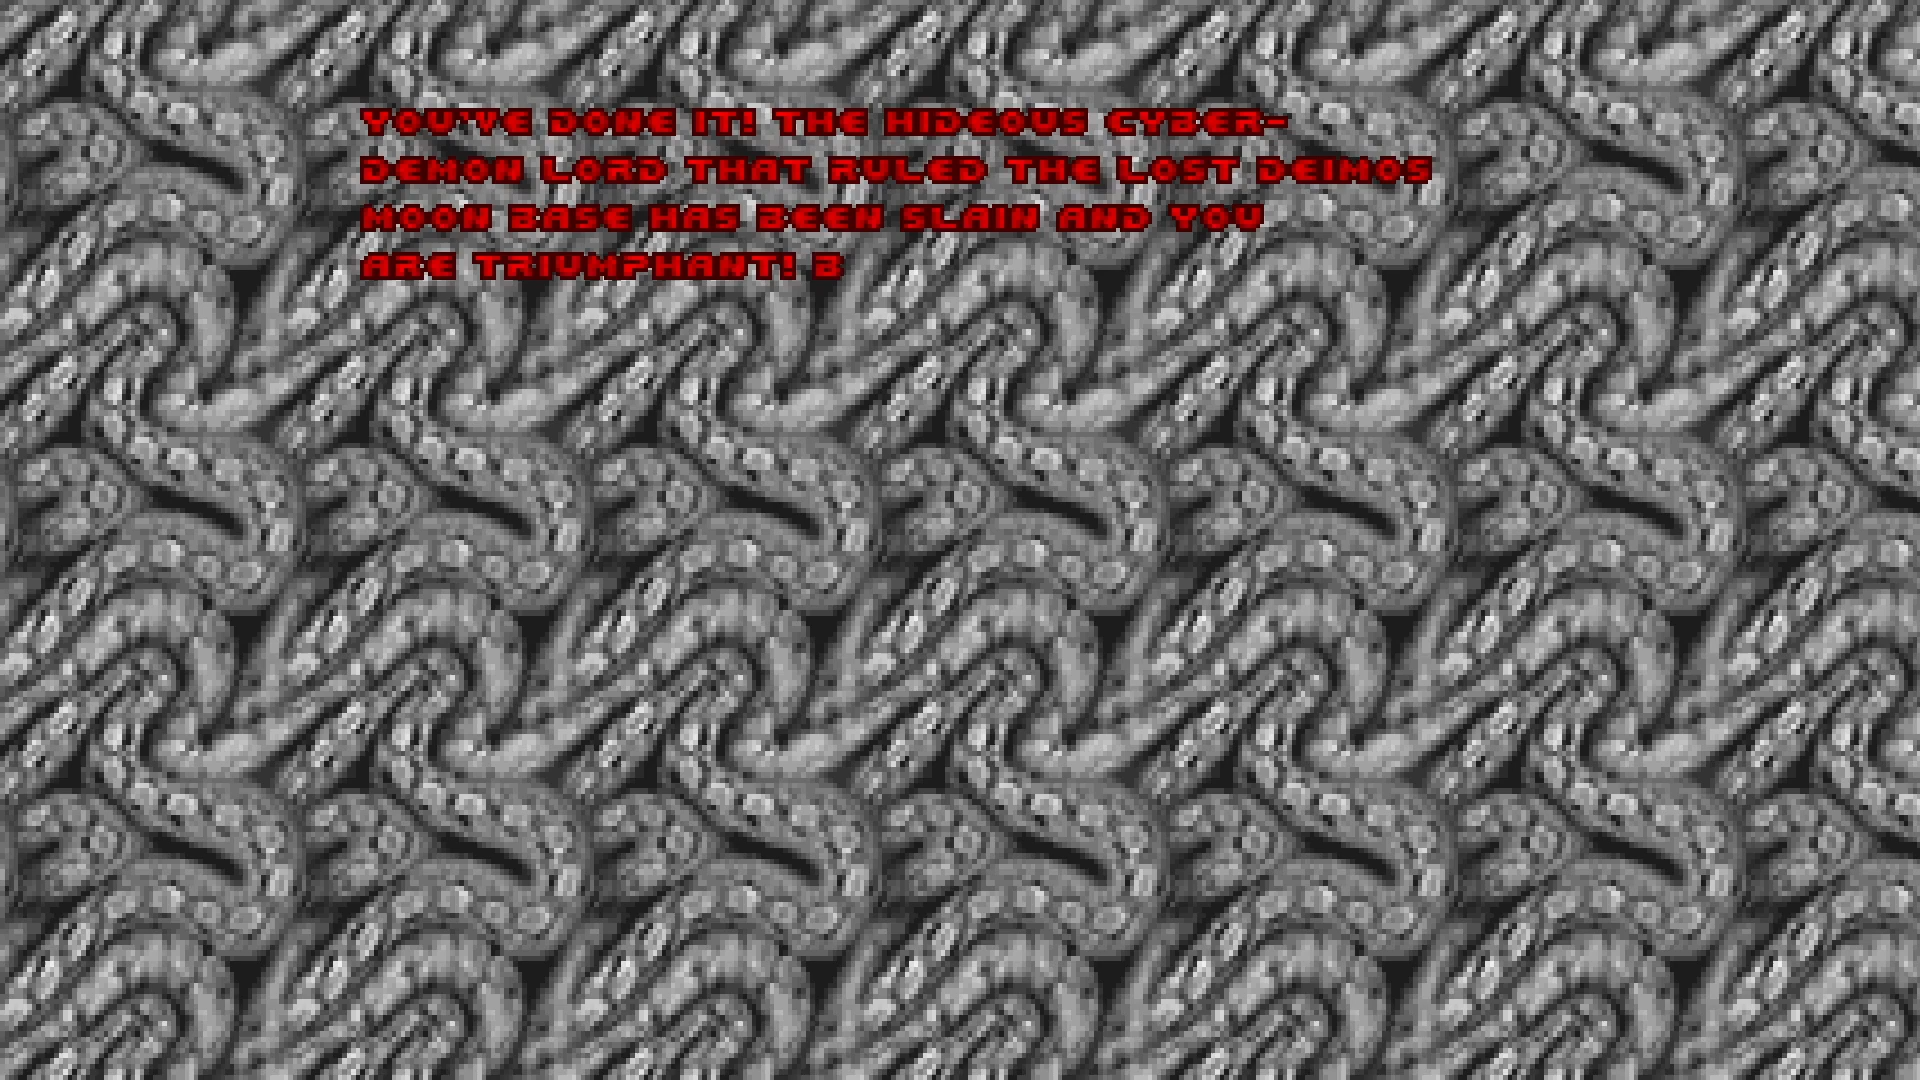 YOU'VE DONE IT! THE HIDEOUS CYBER-
DEMON LORD THAT RULED THE LOST DEIMOS
MOON BASE HAS BEEN SLAIN AND YOU
ARE TRIUMPHANT! B